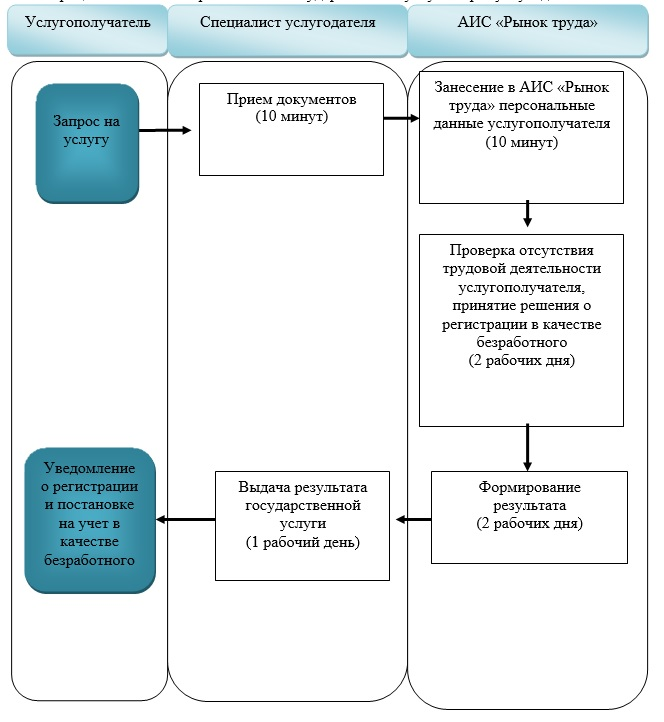 Услугополучатель
Специалист услугодателя
АИС «Рынок труда»
Запрос на
услугу
Прием документов
(10 минут)
Занесение в АИС «Рынок
труда» персональные
данные услугополучателя
(10 минут)
Проверка отсутствия
трудовой деятельности
услугополучателя,
принятие решения о
регистрации в качестве
безработного
(2 рабочих дня)
Формирование
результата
(2 рабочих дня)
Выдача результата
государственной
услуги
(1 рабочий день)
Уведомление
о регистрации
и постановке
на учет в
качестве
безработного